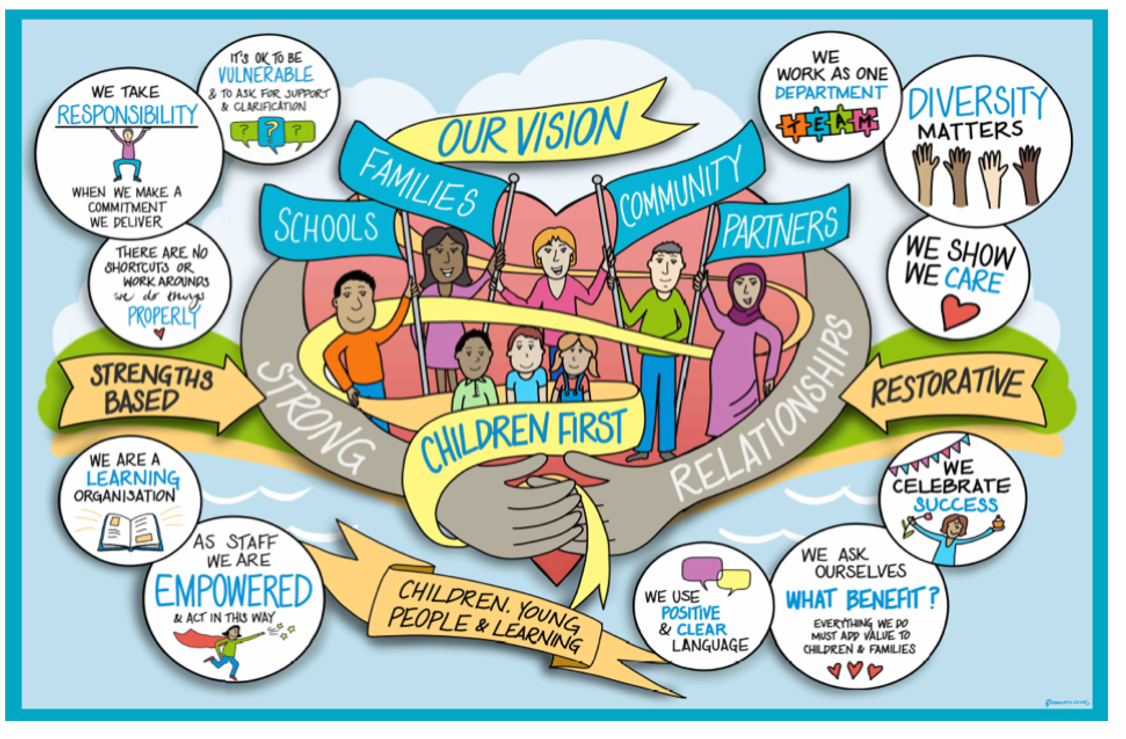 OUR VISION
SCHOOLS
FAMILIES
COMMUNITY
PARTNERS
STRONG
RELATIONSHIPS
CHILDREN FIRST
STRENGTHS
BASED
RESTORATIVE
CHILDREN, YOUNG
PEOPLE & LEARNING
WE TAKE
RESPONSIBILITY
WHEN WE MAKE A
COMMITMENT
WE DELIVER
IT'S OK TO BE
VULNERABLE
& TO ASK FOR SUPPORT
& CLARIFICATION
? ? ?
THERE ARE NO
SHORTCUTS OR
WORK AROUNDS
we do things
PROPERLY
WE ARE A
LEARNING
ORGANISATION
AS STAFF
WE ARE
EMPOWERED
& ACT IN THIS WAY
WE
WORK AS ONE
DEPARTMENT
TEAM
DIVERSITY
MATTERS
WE SHOW
WE CARE
WE
CELEBRATE
SUCCESS
WE USE
POSITIVE
& CLEAR
LANGUAGE
WE ASK
OURSELVES
WHAT BENEFIT?
EVERYTHING WE DO
MUST ADD VALUE TO
CHILDREN & FAMILIES